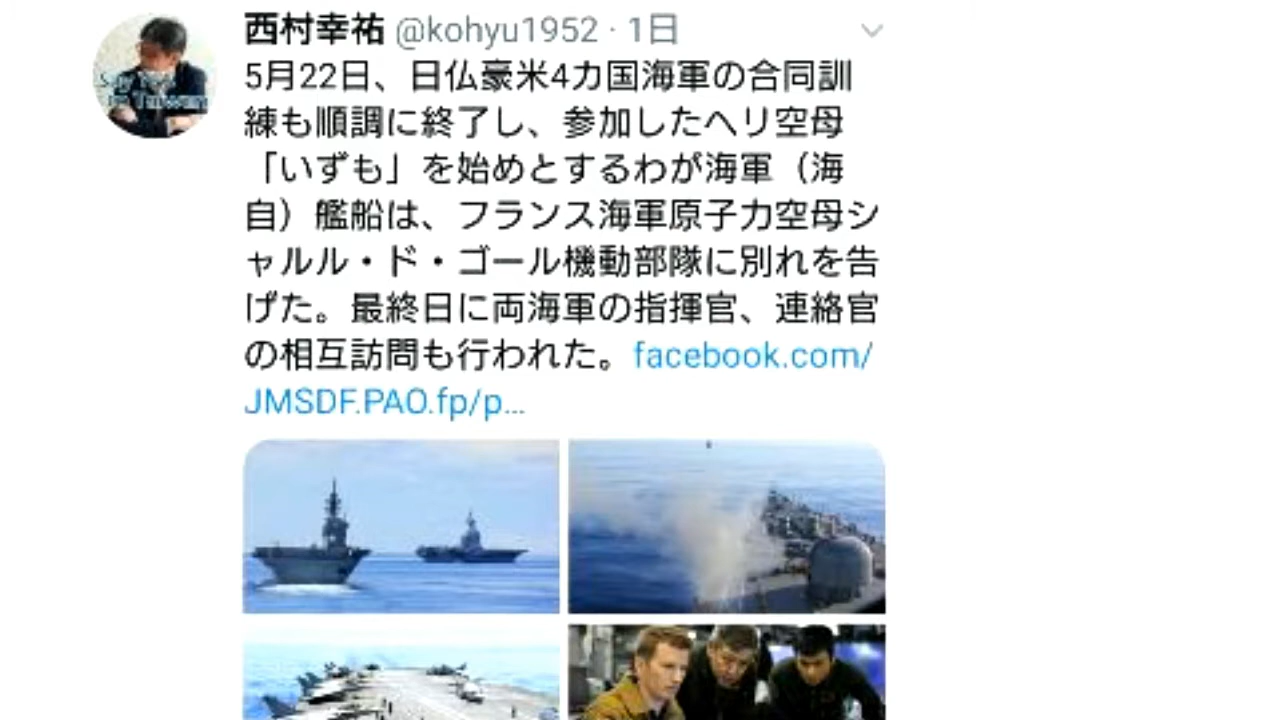 西村幸祐 @kohyu1952 · 1日
5月22日、日仏豪米4カ国海軍の合同訓
練も順調に終了し、参加したヘリ空母
「いずも」を始めとするわが海軍（海
自）艦船は、フランス海軍原子力空母シ
ャルル・ド・ゴール機動部隊に別れを告
げた。最終日に両海軍の指揮官、連絡官
の相互訪問も行われた。facebook.com/
JMSDF.PAO.fp/p…